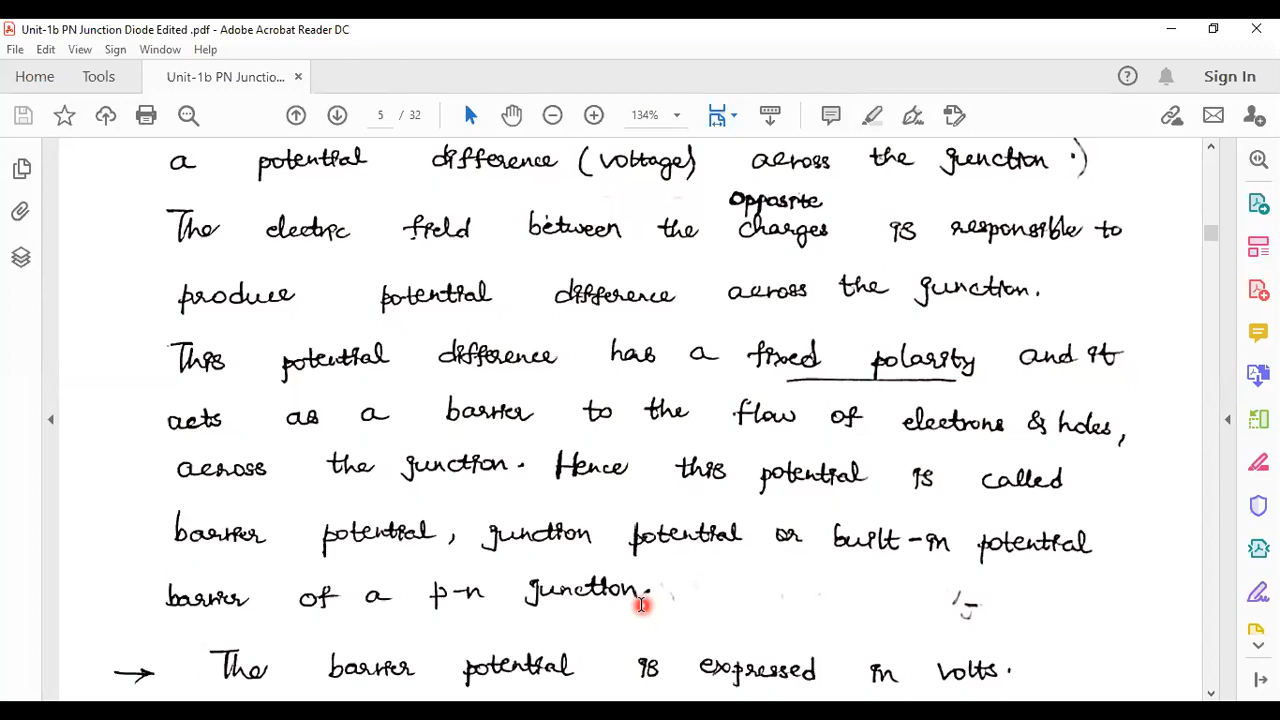 Unit-1b PN Junction Diode Edited .pdf - Adobe Acrobat Reader DC
File Edit View Sign Window Help
Home Tools Unit-1b PN Junctio... × Sign In
5 / 32 134%
a potential difference (voltage) across the junction.)
opposite
The electric field between the charges is responsible to
produce potential difference across the junction.
This potential difference has a fixed polarity and it
acts as a barrier to the flow of electrons & holes,
across the junction. Hence this potential is called
barrier potential, junction potential or built-in potential
barrier of a p-n junction.
→ The barrier potential is expressed in volts.